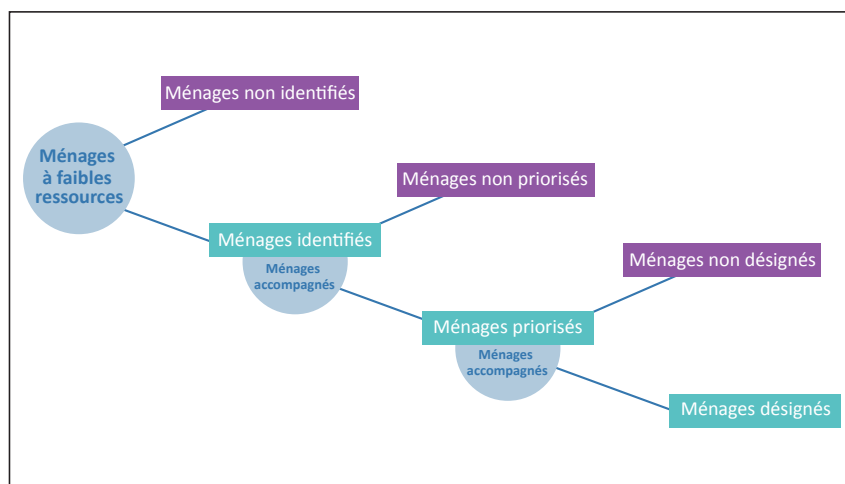 Ménages non identifiés
Ménages
à faibles
ressources
Ménages non priorisés
Ménages identifiés
Ménages
accompagnés
Ménages non désignés
Ménages priorisés
Ménages
accompagnés
Ménages désignés